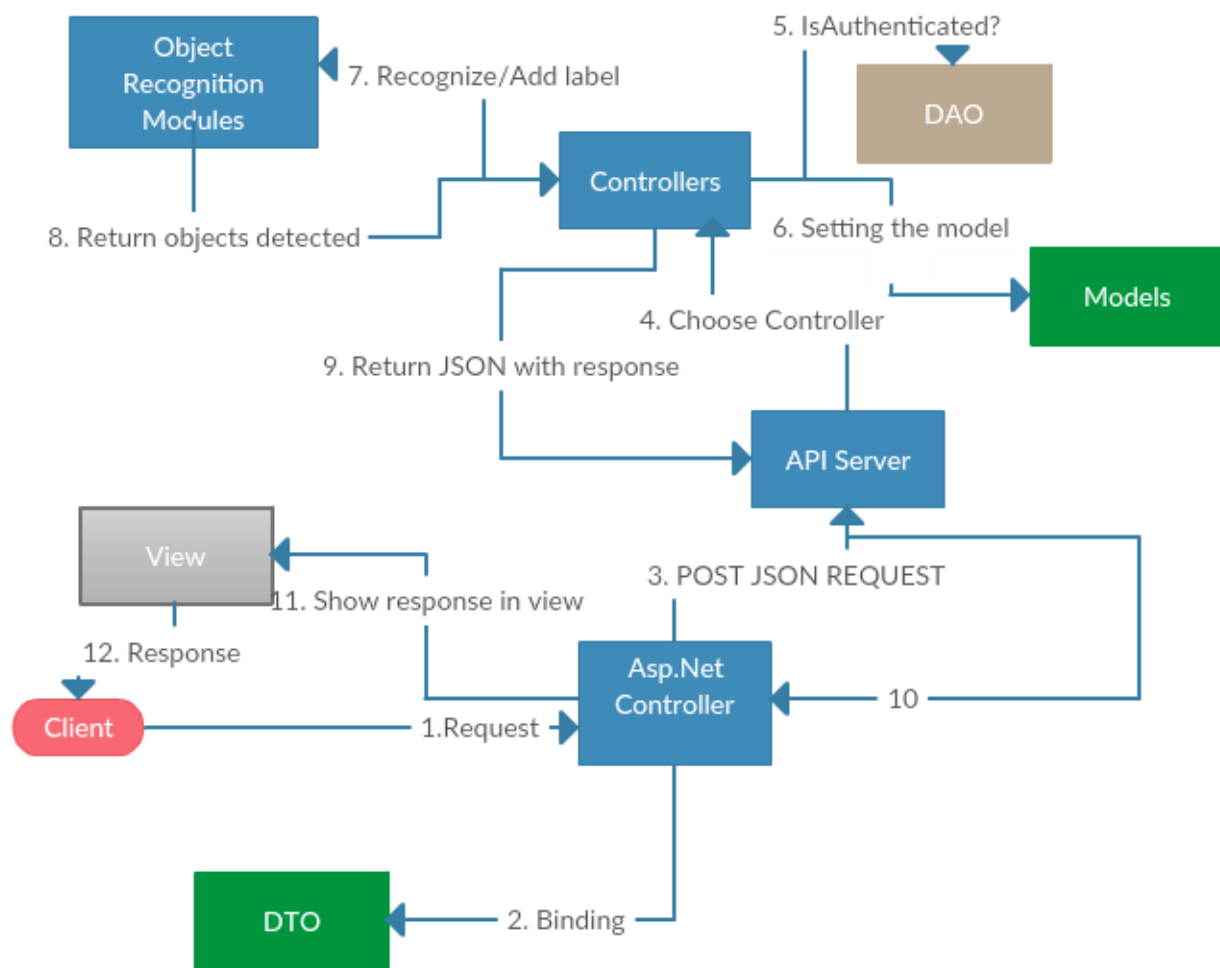 5. IsAuthenticated?
Object
Recognition
Modules
7. Recognize/Add label
DAO
Controllers
8. Return objects detected
6. Setting the model
Models
4. Choose Controller
9. Return JSON with response
API Server
View
3. POST JSON REQUEST
11. Show response in view
12. Response
Asp.Net
Controller
10
Client
1.Request
DTO
2. Binding